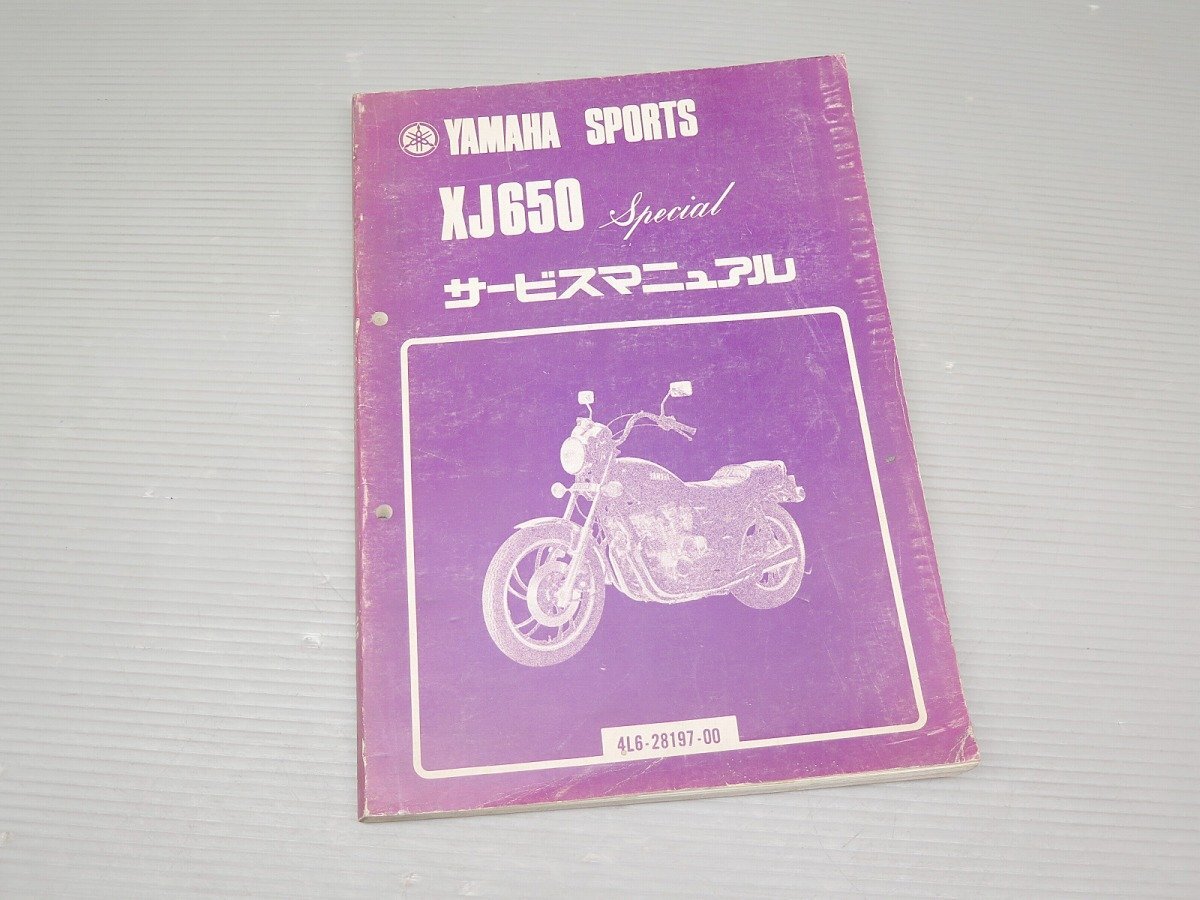 YAMAHA SPORTS
XJ650 Special
サービスマニュアル
4L6-28197-00